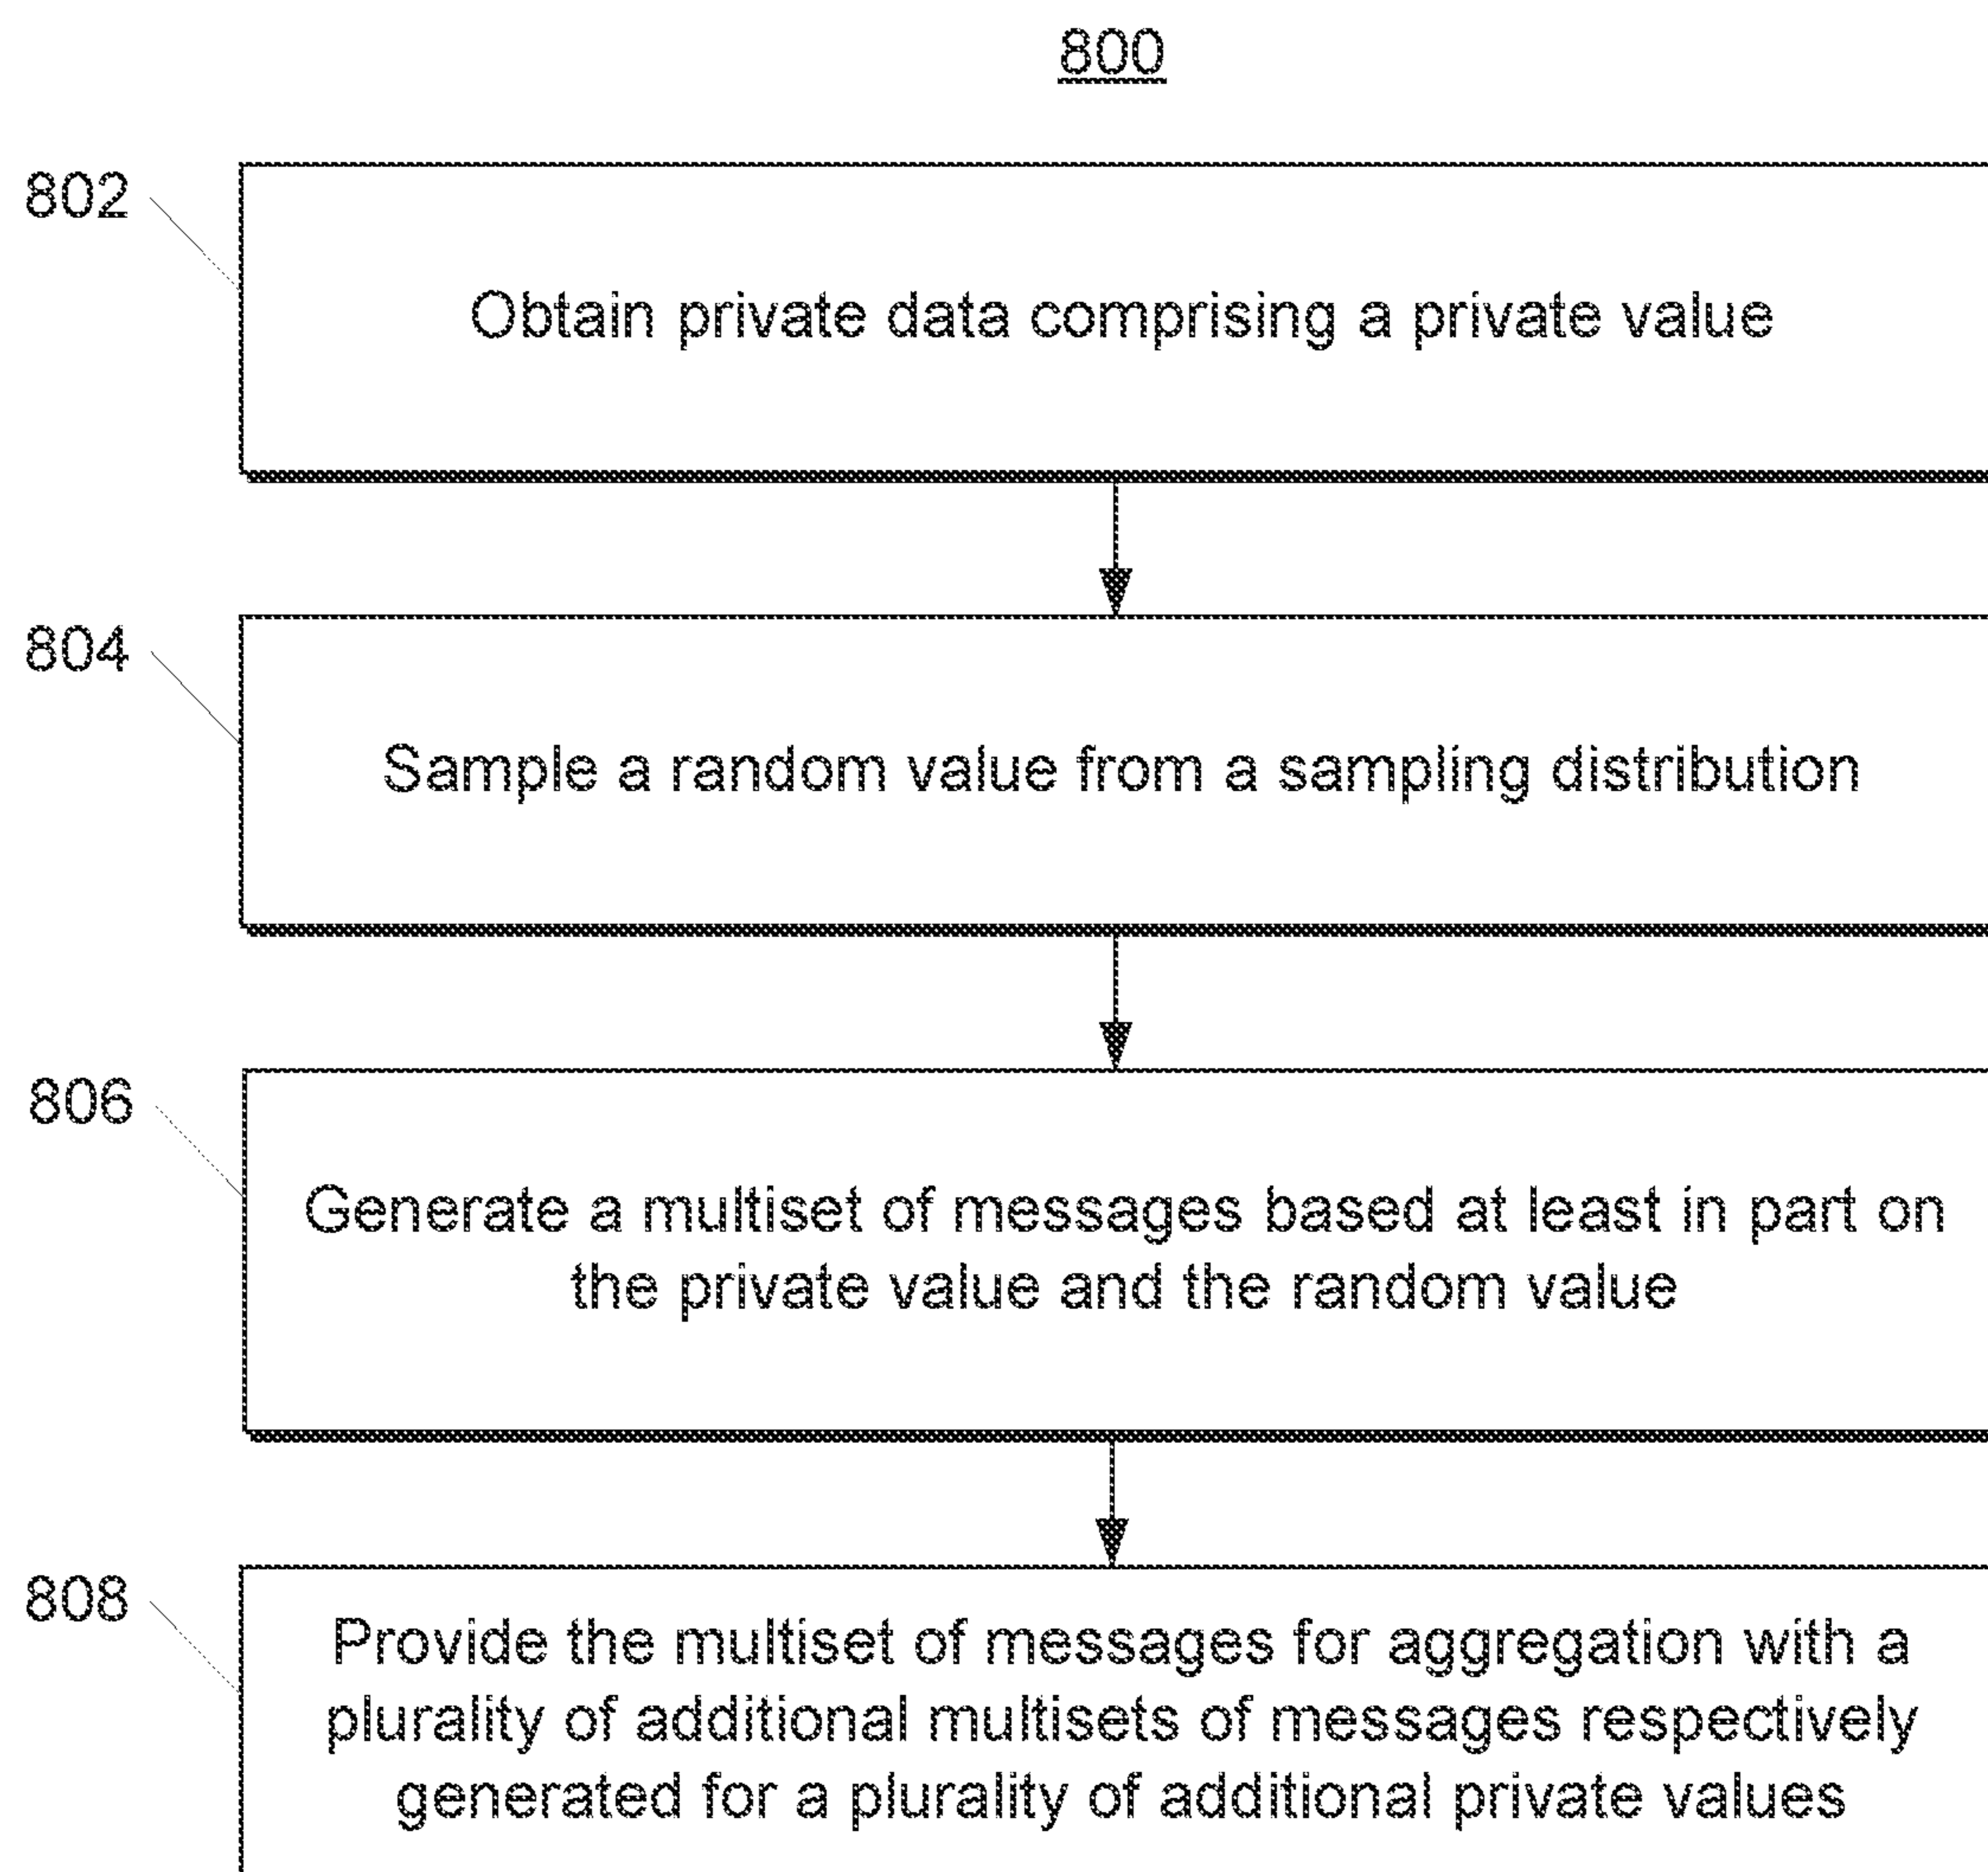 800
802
Obtain private data comprising a private value
804
Sample a random value from a sampling distribution
806
Generate a multiset of messages based at least in part on
the private value and the random value
808
Provide the multiset of messages for aggregation with a
plurality of additional multisets of messages respectively
generated for a plurality of additional private values